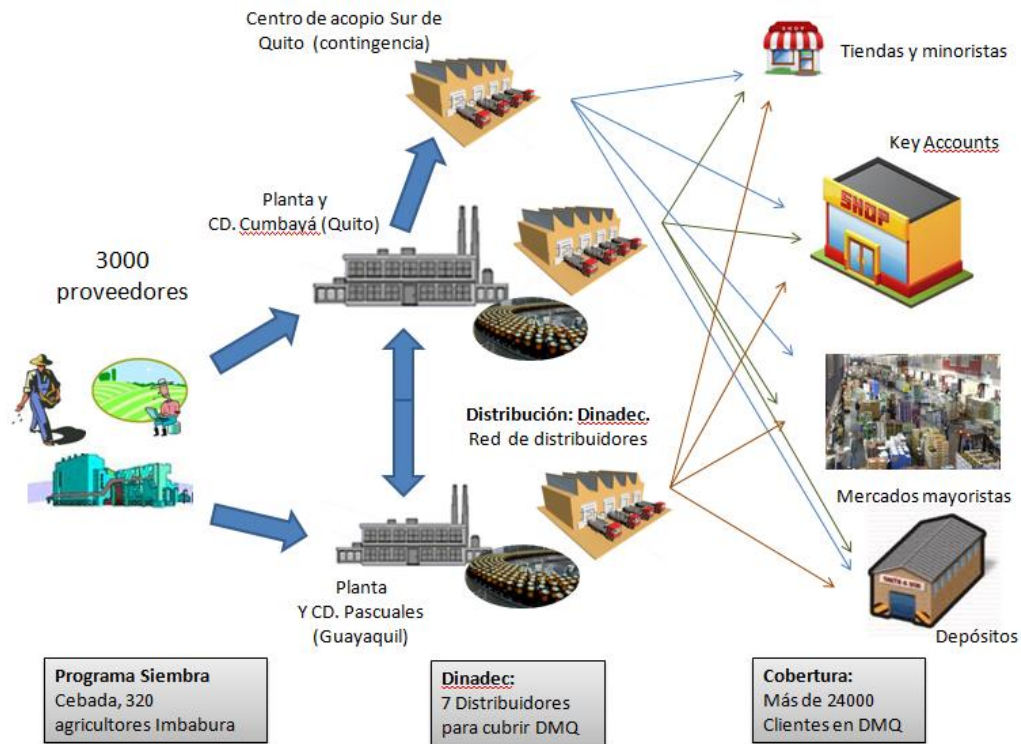 Centro de acopio Sur de
Quito (contingencia)
SHOP
Tiendas y minoristas
Key Accounts
SHOP
Planta y
CD. Cumbayá (Quito)
3000
proveedores
Distribución: Dinadec.
Red de distribuidores
Mercados mayoristas
Planta
Y CD. Pascuales
(Guayaquil)
Depósitos
Programa Siembra
Cebada, 320
agricultores Imbabura
Dinadec:
7 Distribuidores
para cubrir DMQ
Cobertura:
Más de 24000
Clientes en DMQ